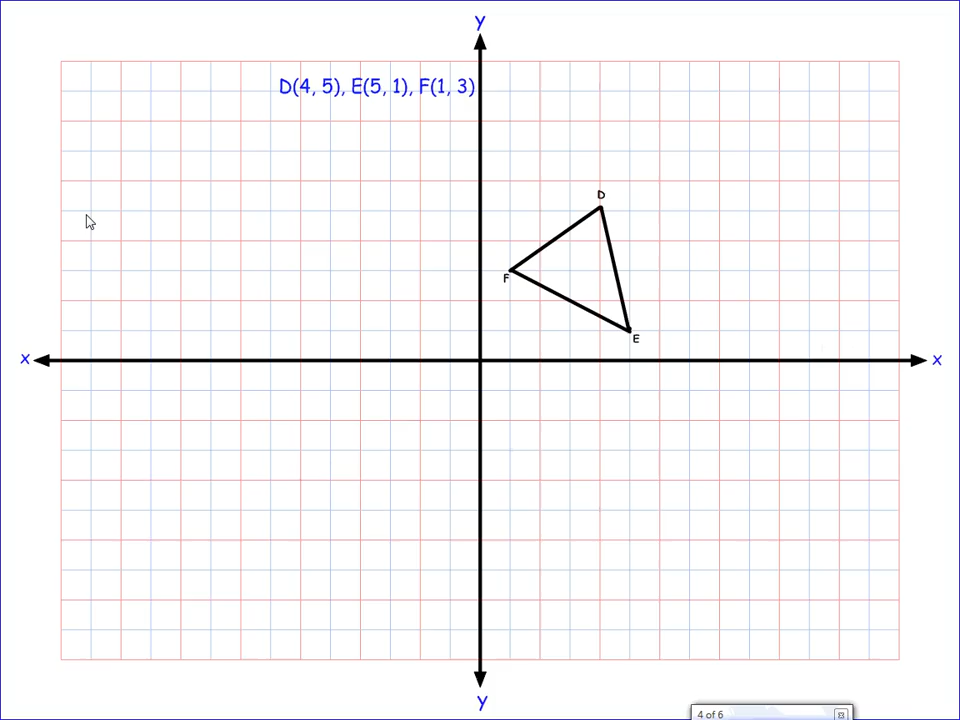 y
D(4, 5), E(5, 1), F(1, 3)
D
F
E
x
x
y
4 of 6